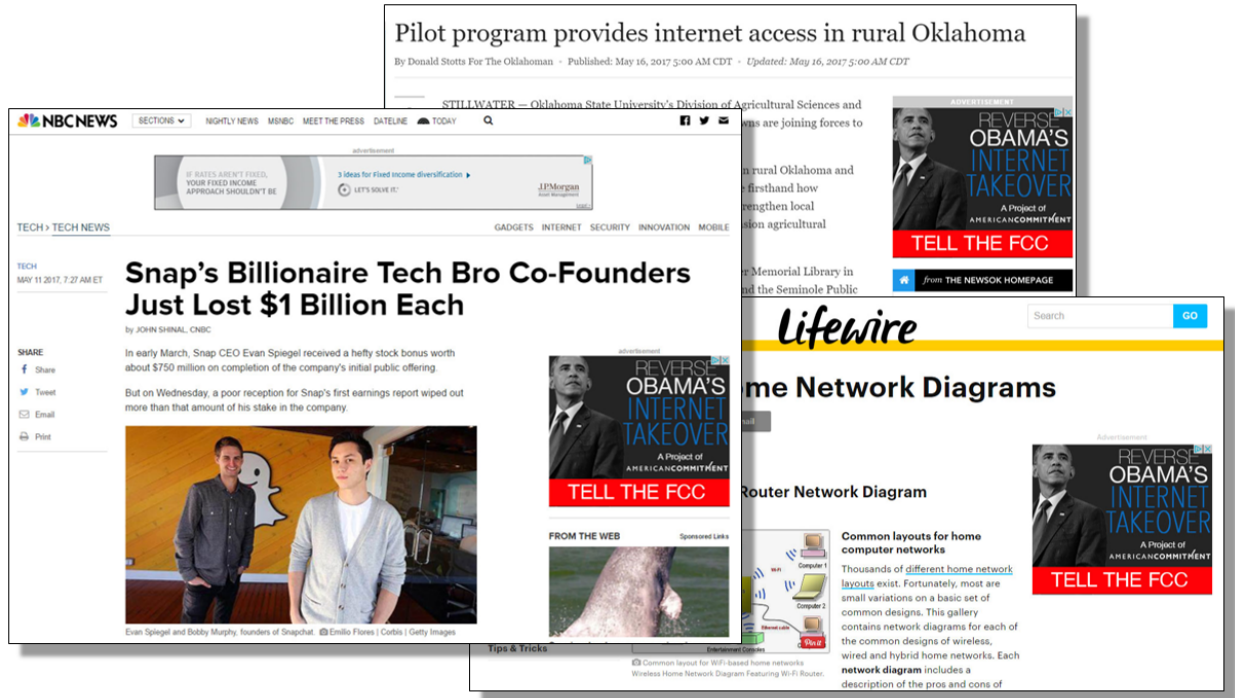 Pilot program provides internet access in rural Oklahoma
By Donald Stotts For The Oklahoman • Published: May 16, 2017 5:00 AM CDT • Updated: May 16, 2017 5:00 AM CDT
STILLWATER — Oklahoma State University's Division of Agricultural Sciences and
wns are joining forces to
n rural Oklahoma and
firsthand how
rengthen local
sion agricultural
r Memorial Library in
nd the Seminole Public
ADVERTISEMENT
REVERSE
OBAMA'S
INTERNET
TAKEOVER
A Project of
AMERICANCOMMITMENT
TELL THE FCC
from THE NEWSOK HOMEPAGE
NBC NEWS
SECTIONS
NIGHTLY NEWS MSNBC MEET THE PRESS DATELINE TODAY
advertisement
IF RATES AREN'T FIXED,
YOUR FIXED INCOME
APPROACH SHOULDN'T BE
3 ideas for Fixed Income diversification
LET'S SOLVE IT.
J.P.Morgan
Asset Management
TECH > TECH NEWS
GADGETS INTERNET SECURITY INNOVATION MOBILE
TECH
MAY 11 2017, 7:27 AM ET
Snap's Billionaire Tech Bro Co-Founders
Just Lost $1 Billion Each
by JOHN SHINAL, CNBC
SHARE
Share
Tweet
Email
Print
In early March, Snap CEO Evan Spiegel received a hefty stock bonus worth
about $750 million on completion of the company's initial public offering.
But on Wednesday, a poor reception for Snap's first earnings report wiped out
more than that amount of his stake in the company.
Evan Spiegel and Bobby Murphy, founders of Snapchat. Emilio Flores | Corbis | Getty Images
advertisement
REVERSE
OBAMA'S
INTERNET
TAKEOVER
A Project of
AMERICANCOMMITMENT
TELL THE FCC
FROM THE WEB
Sponsored Links
Lifewire
Search
GO
me Network Diagrams
ail
Router Network Diagram
Computer 1
Wi-Fi
Computer 2
Ethernet cable
Pin it
Entertainment Consoles
Common layout for WiFi-based home networks
Wireless Home Network Diagram Featuring Wi-Fi Router.
Tips & Tricks
Common layouts for home
computer networks
Thousands of different home network
layouts exist. Fortunately, most are
small variations on a basic set of
common designs. This gallery
contains network diagrams for each of
the common designs of wireless,
wired and hybrid home networks. Each
network diagram includes a
description of the pros and cons of
Advertisement
REVERSE
OBAMA'S
INTERNET
TAKEOVER
A Project of
AMERICANCOMMITMENT
TELL THE FCC